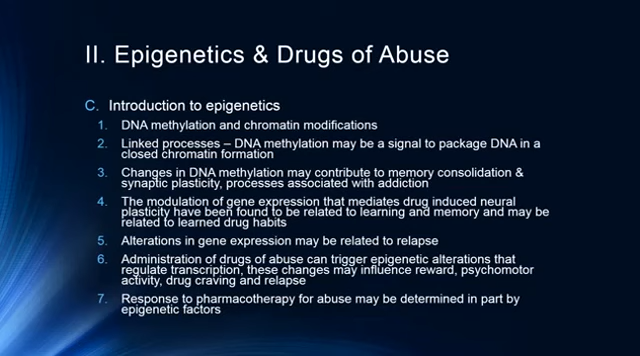 II. Epigenetics & Drugs of Abuse
C. Introduction to epigenetics
1. DNA methylation and chromatin modifications
2. Linked processes – DNA methylation may be a signal to package DNA in a
closed chromatin formation
3. Changes in DNA methylation may contribute to memory consolidation &
synaptic plasticity, processes associated with addiction
4. The modulation of gene expression that mediates drug induced neural
plasticity have been found to be related to learning and memory and may be
related to learned drug habits
5. Alterations in gene expression may be related to relapse
6. Administration of drugs of abuse can trigger epigenetic alterations that
regulate transcription, these changes may influence reward, psychomotor
activity, drug craving and relapse
7. Response to pharmacotherapy for abuse may be determined in part by
epigenetic factors